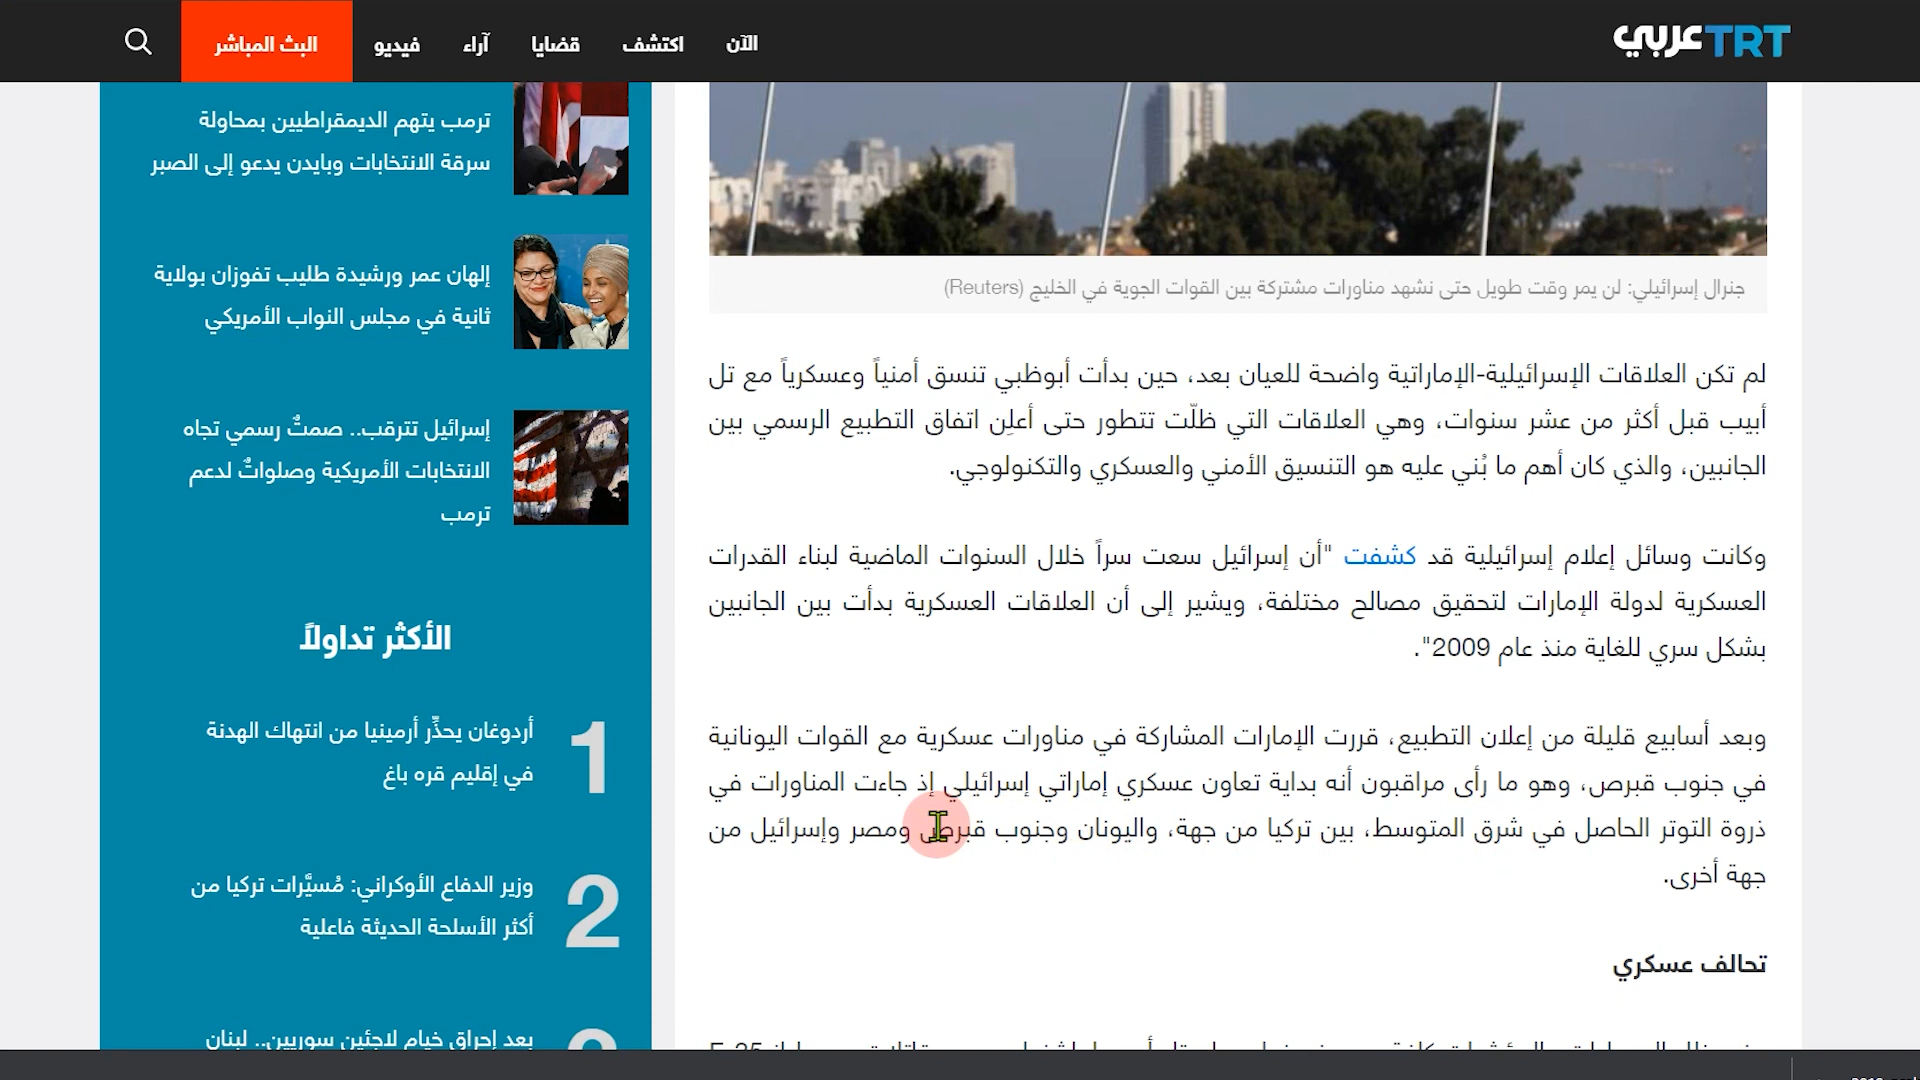 TRT عربي
الآن
اكتشف
قضايا
آراء
فيديو
البث المباشر
جنرال إسرائيلي: لن يمر وقت طويل حتى نشهد مناورات مشتركة بين القوات الجوية في الخليج (Reuters)
لم تكن العلاقات الإسرائيلية-الإماراتية واضحة للعيان بعد، حين بدأت أبوظبي تنسق أمنياً وعسكرياً مع تل
أبيب قبل أكثر من عشر سنوات، وهي العلاقات التي ظلّت تتطور حتى أعلِن اتفاق التطبيع الرسمي بين
الجانبين، والذي كان أهم ما بُني عليه هو التنسيق الأمني والعسكري والتكنولوجي.
وكانت وسائل إعلام إسرائيلية قد كشفت "أن إسرائيل سعت سراً خلال السنوات الماضية لبناء القدرات
العسكرية لدولة الإمارات لتحقيق مصالح مختلفة، ويشير إلى أن العلاقات العسكرية بدأت بين الجانبين
بشكل سري للغاية منذ عام 2009".
وبعد أسابيع قليلة من إعلان التطبيع، قررت الإمارات المشاركة في مناورات عسكرية مع القوات اليونانية
في جنوب قبرص، وهو ما رأى مراقبون أنه بداية تعاون عسكري إماراتي إسرائيلي إذ جاءت المناورات في
ذروة التوتر الحاصل في شرق المتوسط، بين تركيا من جهة، واليونان وجنوب قبرص ومصر وإسرائيل من
جهة أخرى.
تحالف عسكري
ترمب يتهم الديمقراطيين بمحاولة
سرقة الانتخابات وبايدن يدعو إلى الصبر
إلهان عمر ورشيدة طليب تفوزان بولاية
ثانية في مجلس النواب الأمريكي
إسرائيل تترقب.. صمتٌ رسمي تجاه
الانتخابات الأمريكية وصلواتٌ لدعم
ترمب
الأكثر تداولاً
1
أردوغان يحذِّر أرمينيا من انتهاك الهدنة
في إقليم قره باغ
2
وزير الدفاع الأوكراني: مُسيَّرات تركيا من
أكثر الأسلحة الحديثة فاعلية
بعد إحراق خيام لاجئين سوريين.. لبنان